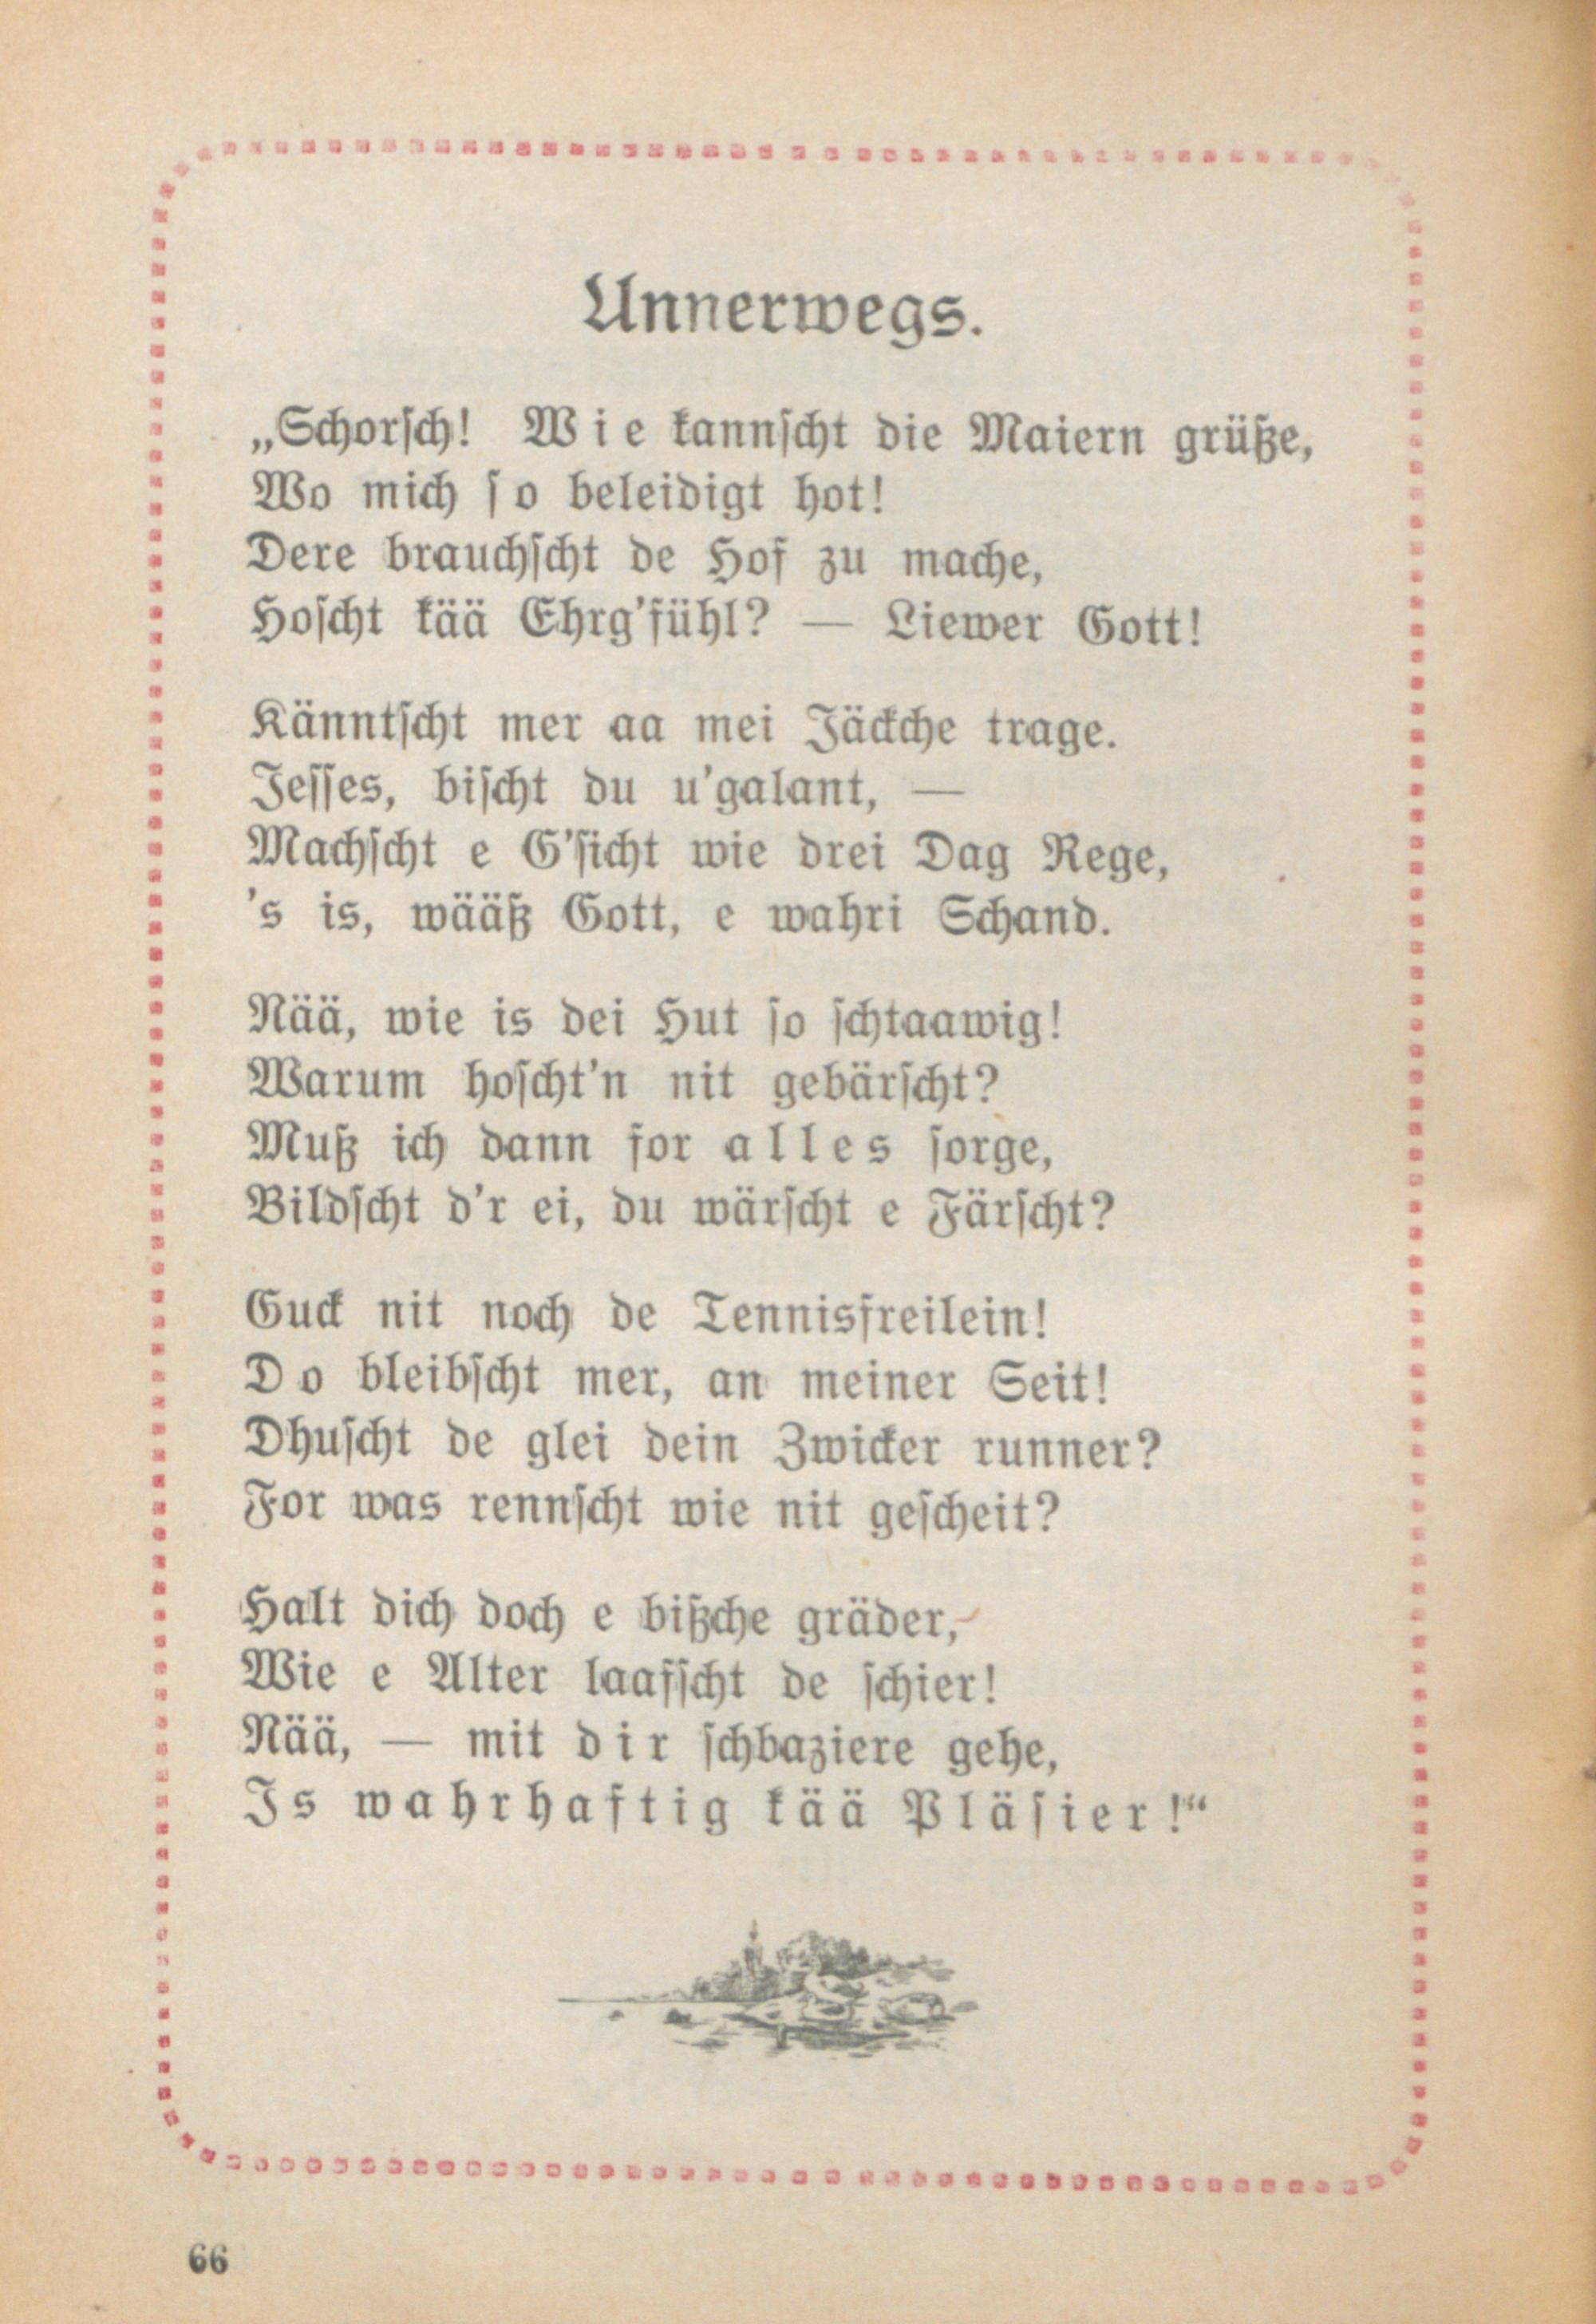 Unnerwegs.
„Schorsch! Wie kannscht die Maiern grüße,
Wo mich so beleidigt hot!
Dere brauchscht de Hof zu mache,
Hoscht kää Ehrg'fühl? — Liewer Gott!
Känntscht mer aa mei Jäckche trage.
Jesses, bischt du u'galant, —
Machscht e G'sicht wie drei Dag Rege,
's is, wääß Gott, e wahri Schand.
Nää, wie is dei Hut so schtaawig!
Warum hoscht'n nit gebärscht?
Muß ich dann for alles sorge,
Bildscht d'r ei, du wärscht e Färscht?
Guck nit noch de Tennisfreilein!
Do bleibscht mer, an meiner Seit!
Dhuscht de glei dein Zwicker runner?
For was rennscht wie nit gescheit?
Halt dich doch e bißche gräder,
Wie e Alter laafscht de schier!
Nää, — mit dir schbaziere gehe,
Is wahrhaftig kää Pläsier!“
66